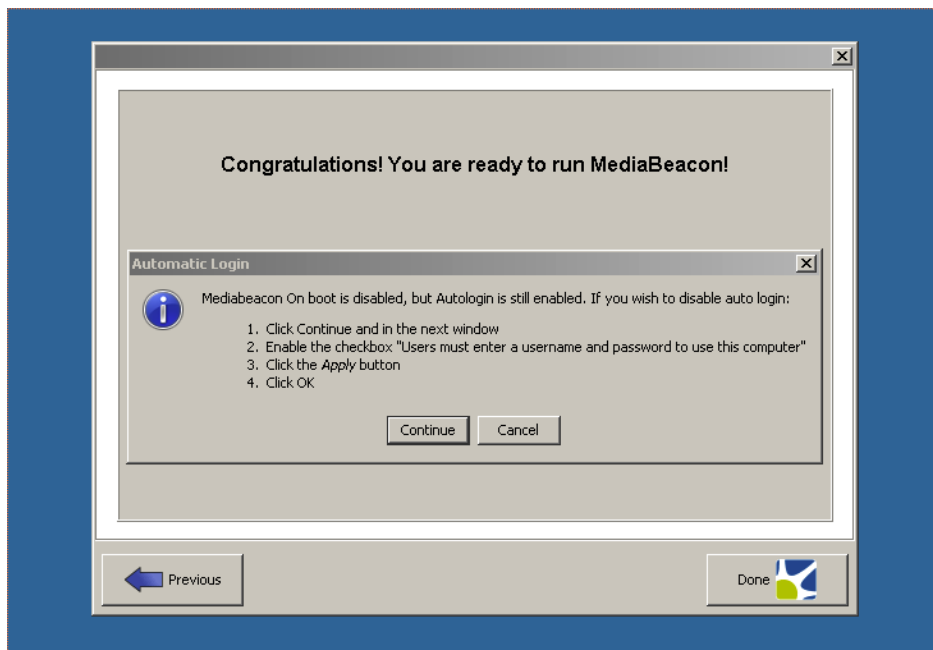 Congratulations! You are ready to run MediaBeacon!
Automatic Login
Mediabeacon On boot is disabled, but Autologin is still enabled. If you wish to disable auto login:
1. Click Continue and in the next window
2. Enable the checkbox "Users must enter a username and password to use this computer"
3. Click the Apply button
4. Click OK
Continue Cancel
Previous Done